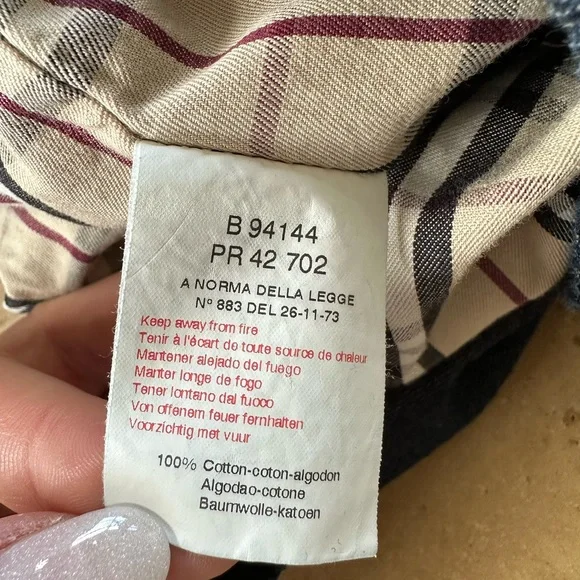 B 94144
PR 42 702
A NORMA DELLA LEGGE
N° 883 DEL 26-11-73
Keep away from fire
Tenir à l'écart de toute source de chaleur
Mantener alejado del fuego
Manter longe de fogo
Tener lontano dal fuoco
Von offenem feuer fernhalten
Voorzichtig met vuur
100% Cotton-coton-algodon
Algodao-cotone
Baumwolle-katoen